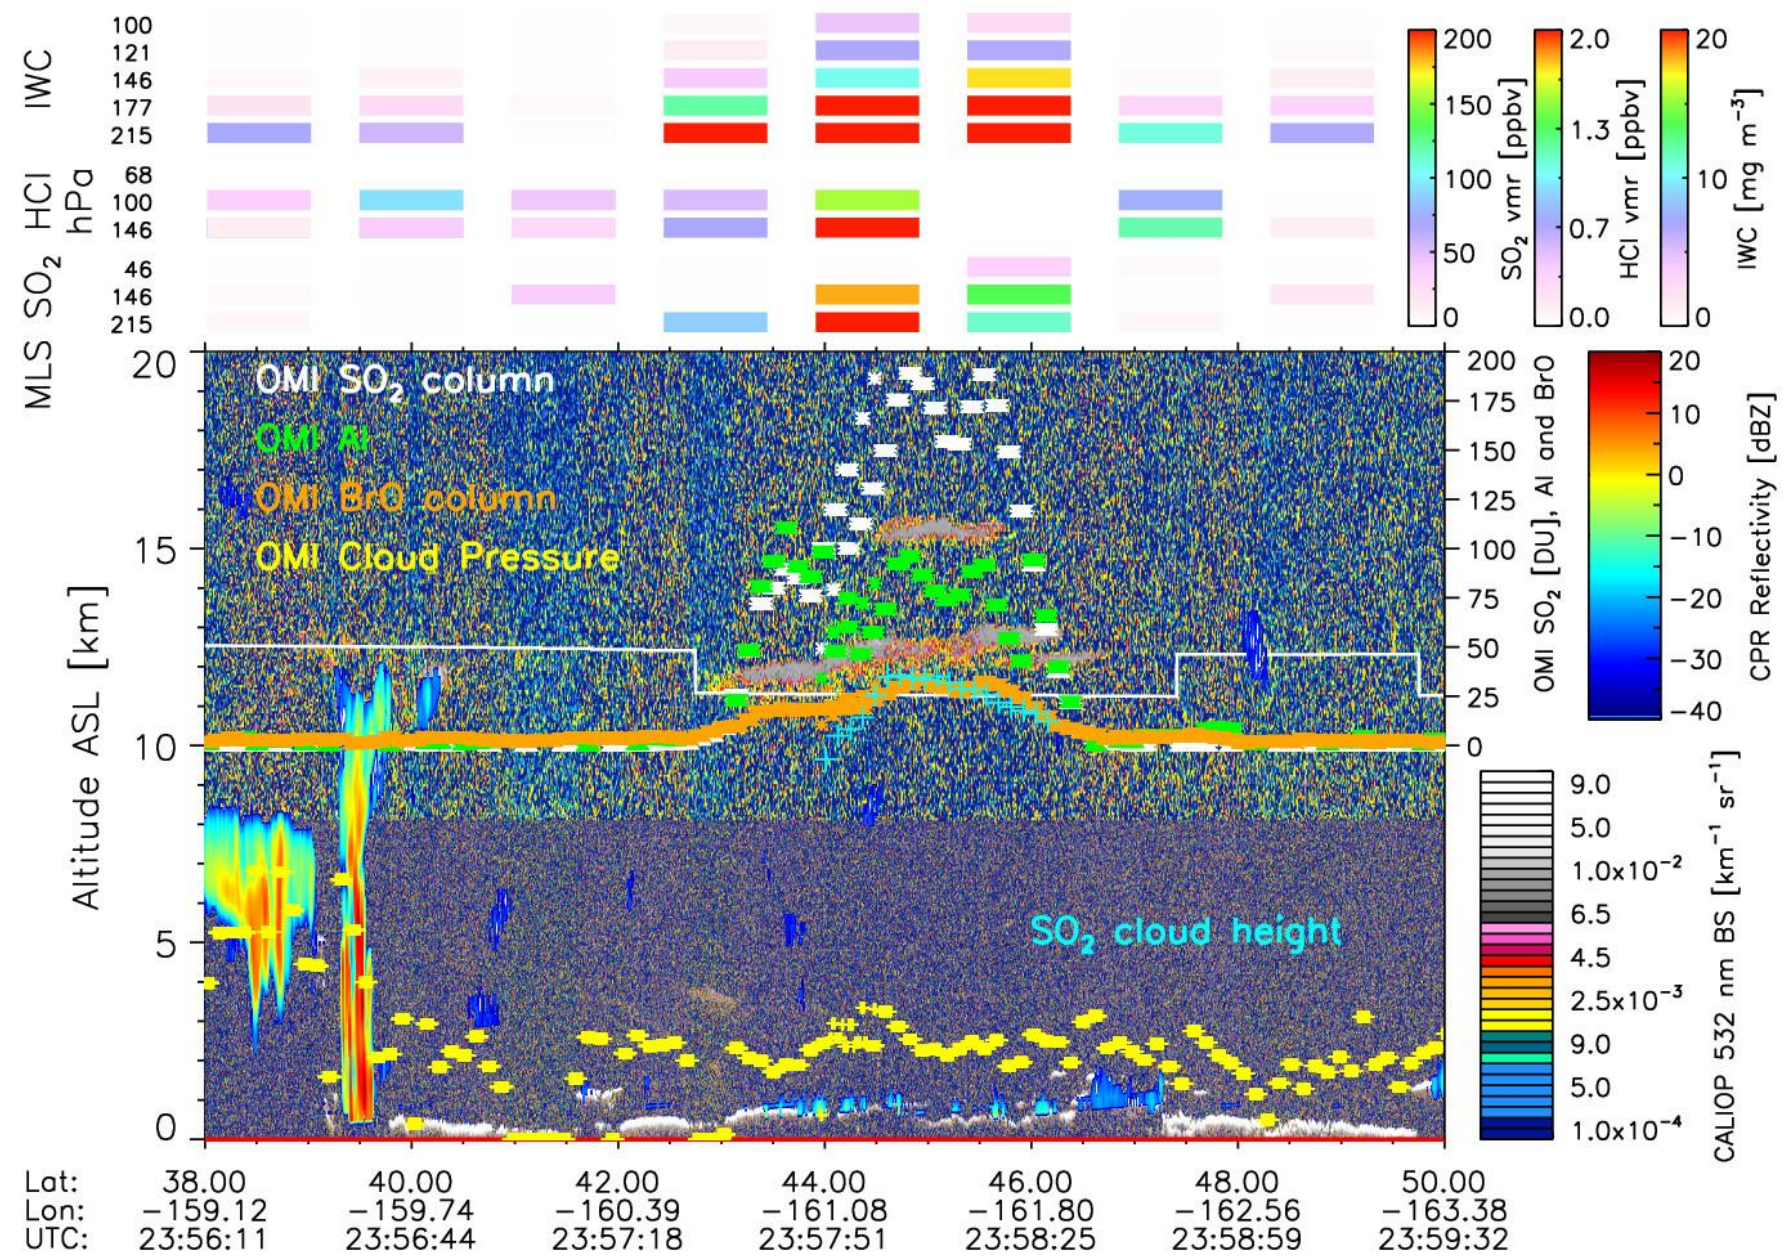 IWC
100
121
146
177
215
HCl
hPa
68
100
146
MLS SO2
46
146
215
200
150
100
50
0
SO2 vmr [ppbv]
2.0
1.3
0.7
0.0
HCl vmr [ppbv]
20
10
0
IWC [mg m−3]
OMI SO2 column
OMI AI
OMI BrO column
OMI Cloud Pressure
SO2 cloud height
Altitude ASL [km]
20
15
10
5
0
200
175
150
125
100
75
50
25
0
OMI SO2 [DU], AI and BrO
20
10
0
−10
−20
−30
−40
CPR Reflectivity [dBZ]
9.0
5.0
1.0x10−2
6.5
4.5
2.5x10−3
9.0
5.0
1.0x10−4
CALIOP 532 nm BS [km−1 sr−1]
Lat: 38.00 40.00 42.00 44.00 46.00 48.00 50.00
Lon: −159.12 −159.74 −160.39 −161.08 −161.80 −162.56 −163.38
UTC: 23:56:11 23:56:44 23:57:18 23:57:51 23:58:25 23:58:59 23:59:32